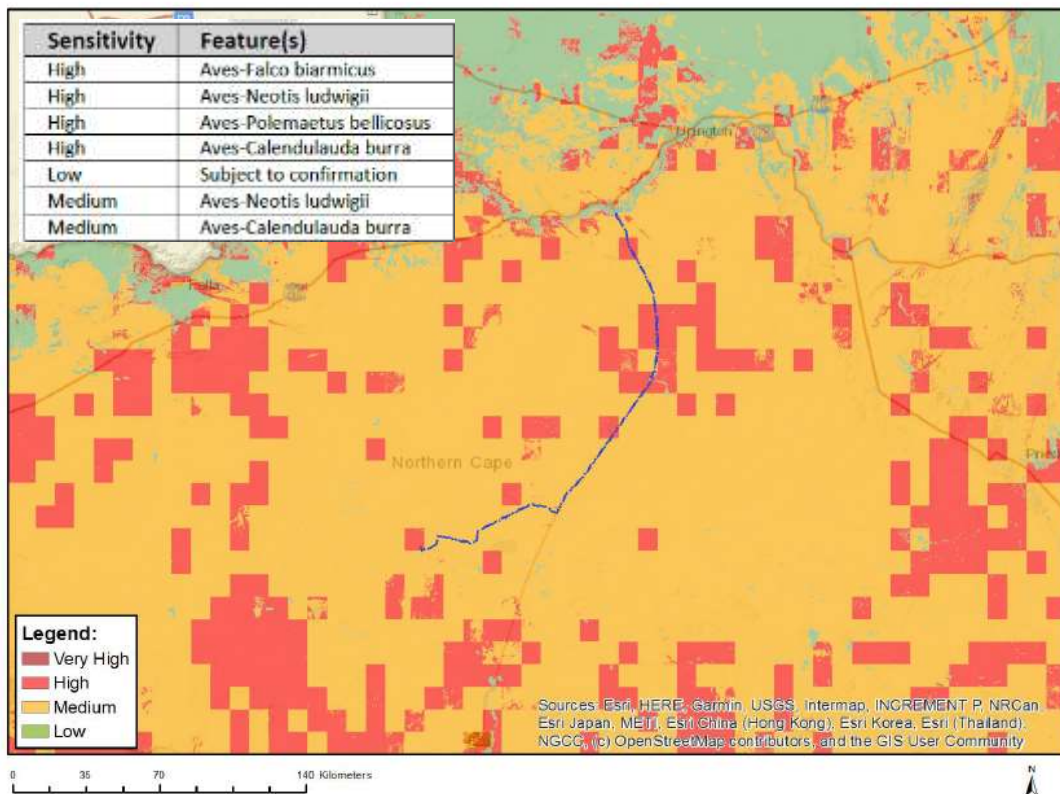 Sensitivity Feature(s)
High Aves-Falco biarmicus
High Aves-Neotis ludwigii
High Aves-Polemaetus bellicosus
High Aves-Calendulauda burra
Low Subject to confirmation
Medium Aves-Neotis ludwigii
Medium Aves-Calendulauda burra
Northern Cape
Legend:
Very High
High
Medium
Low
Sources: Esri, HERE, Garmin, USGS, Intermap, INCREMENT P, NRCan,
Esri Japan, METI, Esri China (Hong Kong), Esri Korea, Esri (Thailand),
NGCC, (c) OpenStreetMap contributors, and the GIS User Community
0 35 70 140 Kilometers
N